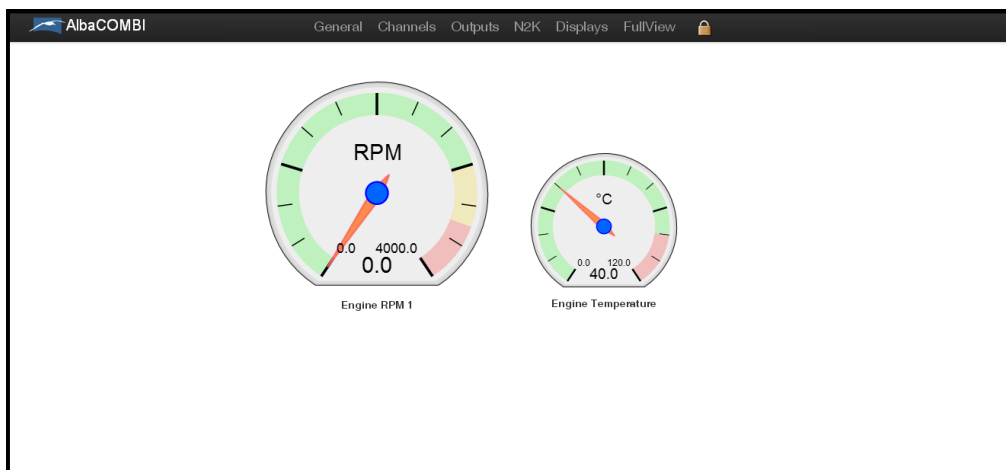 AlbaCOMBI General Channels Outputs N2K Displays FullView
RPM
0.0 4000.0
0.0
Engine RPM 1
°C
0.0 120.0
40.0
Engine Temperature